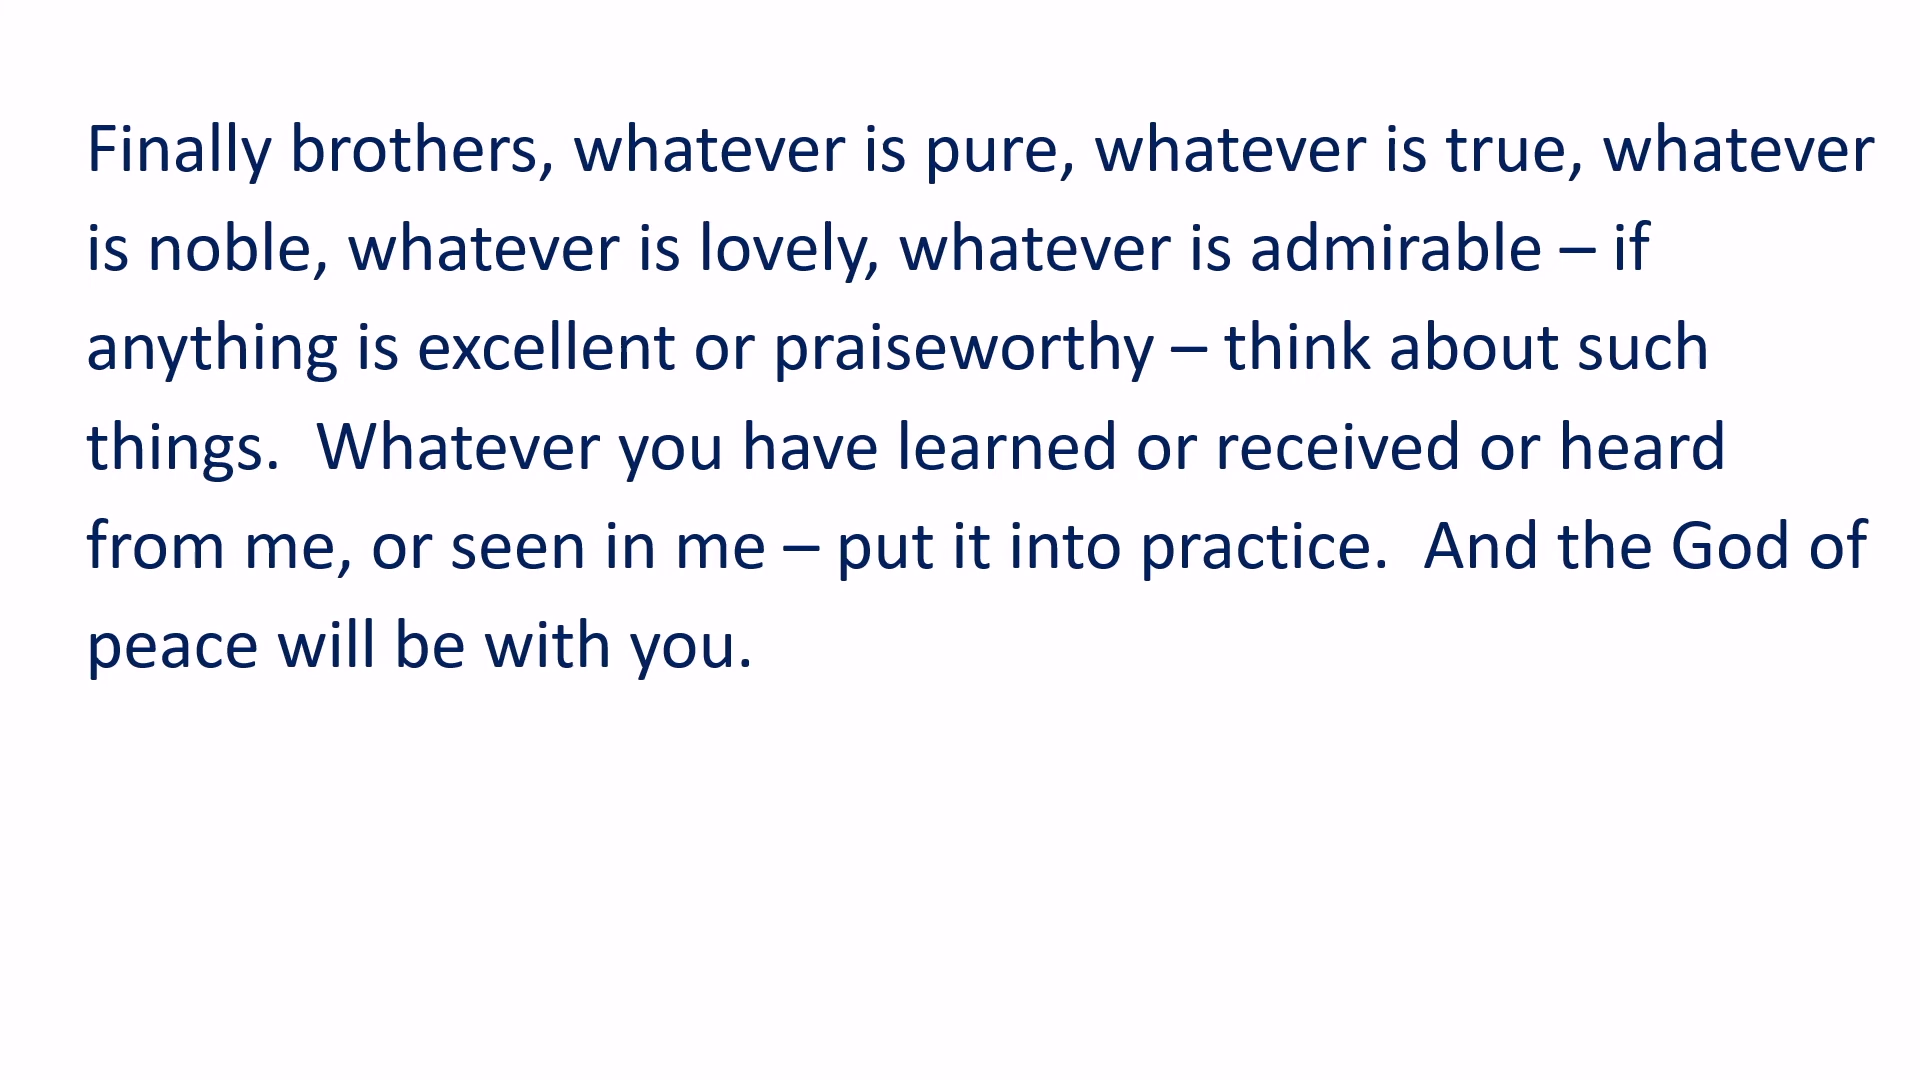 Finally brothers, whatever is pure, whatever is true, whatever
is noble, whatever is lovely, whatever is admirable – if
anything is excellent or praiseworthy – think about such
things.  Whatever you have learned or received or heard
from me, or seen in me – put it into practice.  And the God of
peace will be with you.